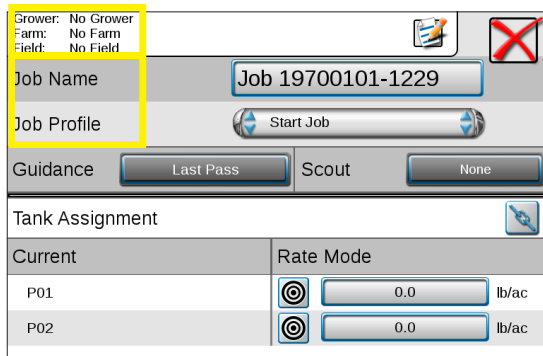 Grower: No Grower
Farm: No Farm
Field: No Field
Job Name Job 19700101-1229
Job Profile Start Job
Guidance Last Pass Scout None
Tank Assignment
Current Rate Mode
P01 0.0 lb/ac
P02 0.0 lb/ac